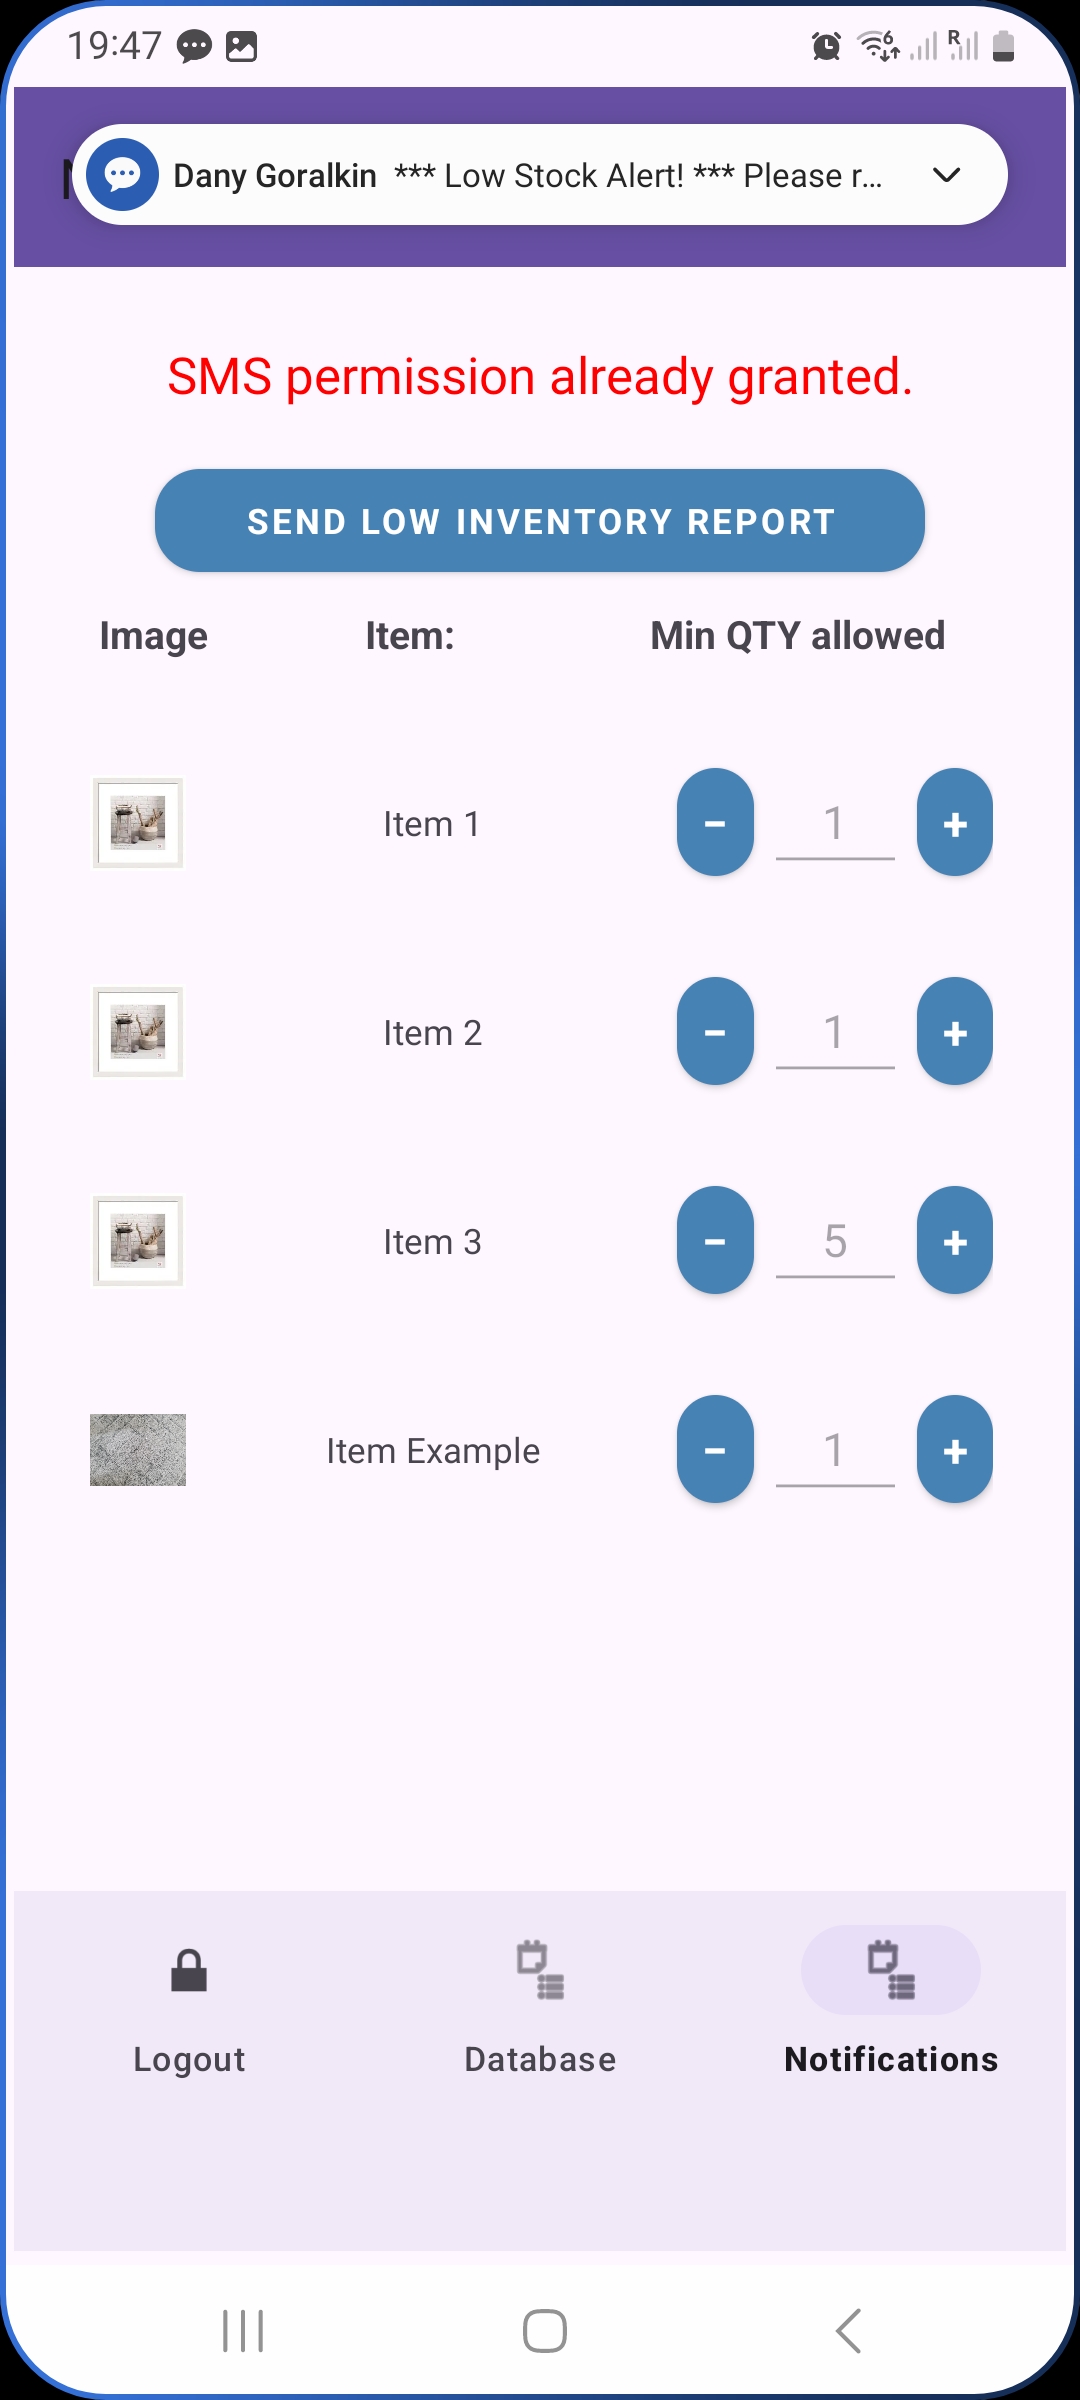 19:47
Dany Goralkin *** Low Stock Alert! *** Please r...
SMS permission already granted.
SEND LOW INVENTORY REPORT
Image Item: Min QTY allowed
Item 1 - 1 +
Item 2 - 1 +
Item 3 - 5 +
Item Example - 1 +
Logout Database Notifications